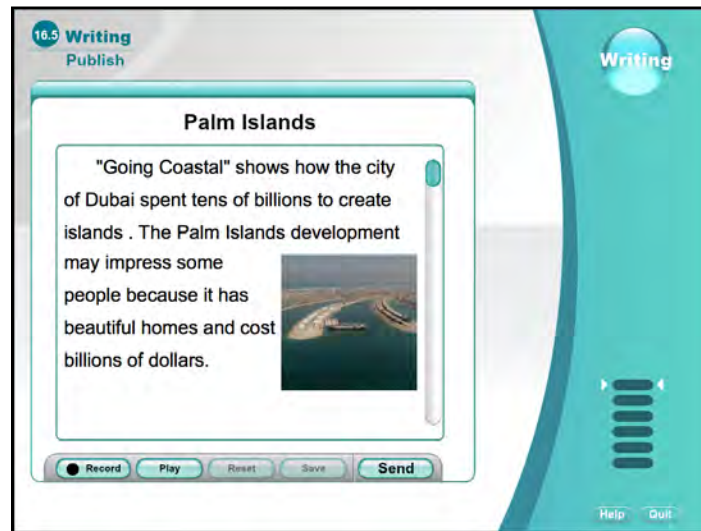 16.5 Writing
Publish
Writing
Palm Islands
"Going Coastal" shows how the city
of Dubai spent tens of billions to create
islands . The Palm Islands development
may impress some
people because it has
beautiful homes and cost
billions of dollars.
Record Play Reset Save Send
Help Quit